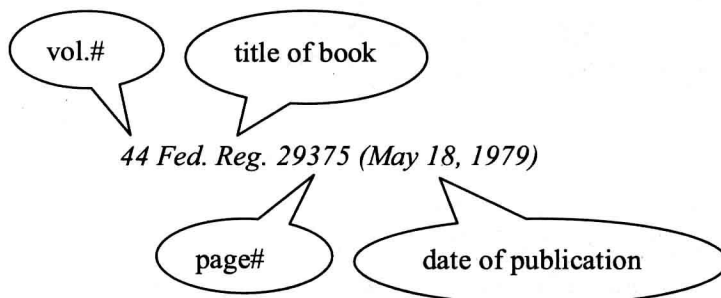 vol.#
title of book
44 Fed. Reg. 29375 (May 18, 1979)
page#
date of publication